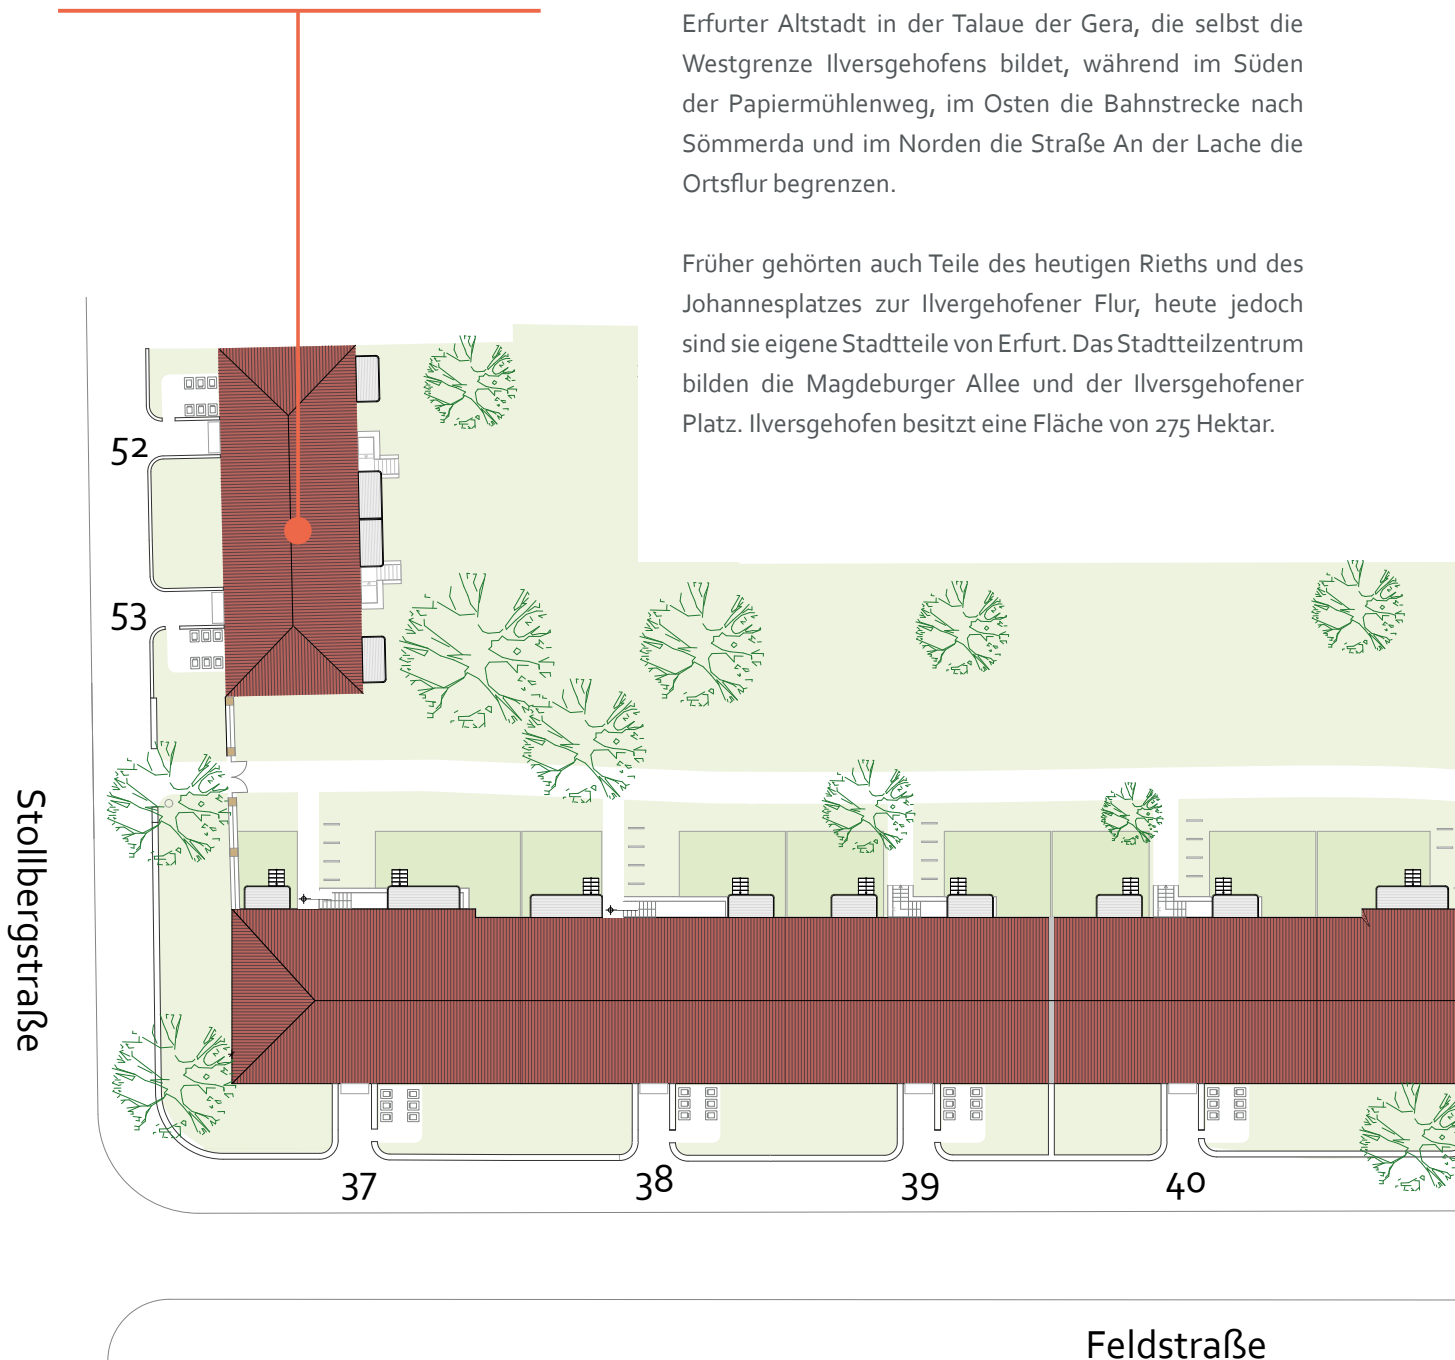 Erfurter Altstadt in der Talaue der Gera, die selbst die
Westgrenze Ilversgehofens bildet, während im Süden
der Papiermühlenweg, im Osten die Bahnstrecke nach
Sömmerda und im Norden die Straße An der Lache die
Ortsflur begrenzen.
Früher gehörten auch Teile des heutigen Rieths und des
Johannesplatzes zur Ilvergehofener Flur, heute jedoch
sind sie eigene Stadtteile von Erfurt. Das Stadtteilzentrum
bilden die Magdeburger Allee und der Ilversgehofener
Platz. Ilversgehofen besitzt eine Fläche von 275 Hektar.
52
53
Stollbergstraße
37
38
39
40
Feldstraße